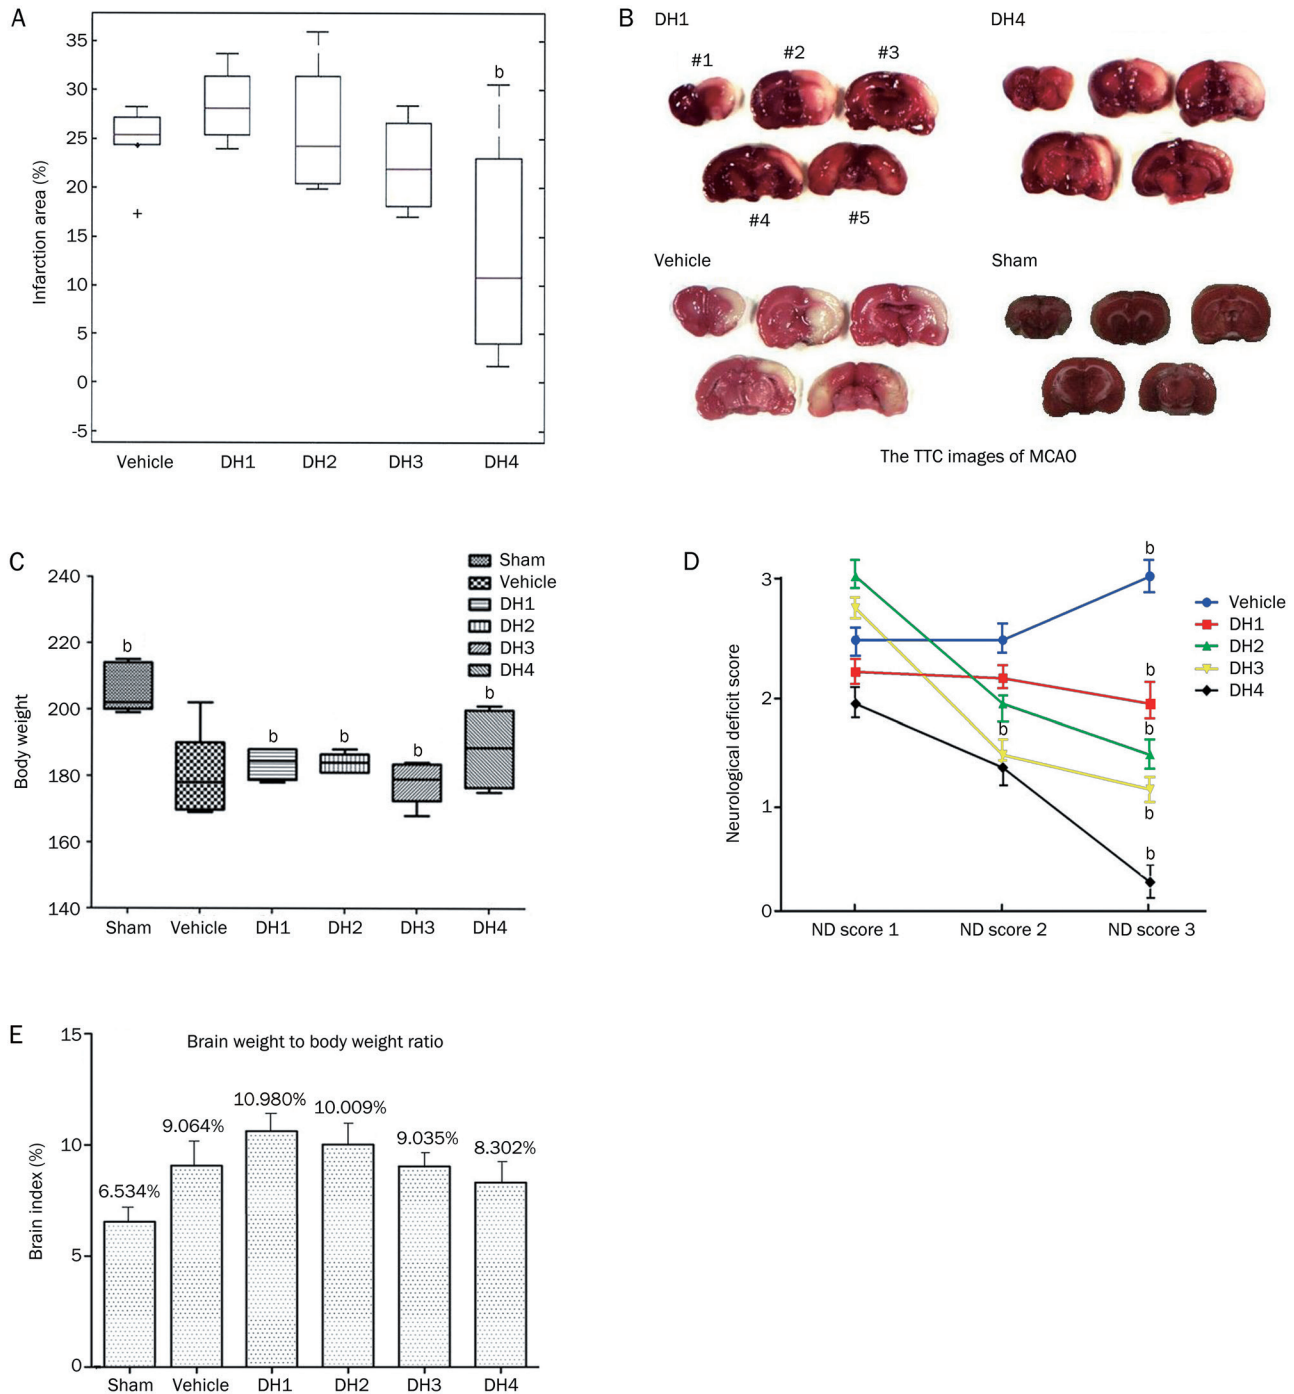 A
35
30
25
20
15
10
5
0
-5
Infarction area (%)
b
Vehicle DH1 DH2 DH3 DH4
B
DH1
DH4
#1
#2
#3
#4
#5
Vehicle
Sham
The TTC images of MCAO
C
240
220
200
180
160
140
Body weight
Sham
Vehicle
DH1
DH2
DH3
DH4
b
b
b
b
b
Sham Vehicle DH1 DH2 DH3 DH4
D
3
2
1
0
Neurological deficit score
b
b
b
b
b
b
Vehicle
DH1
DH2
DH3
DH4
ND score 1 ND score 2 ND score 3
E
15
10
5
0
Brain index (%)
Brain weight to body weight ratio
6.534%
9.064%
10.980%
10.009%
9.035%
8.302%
Sham Vehicle DH1 DH2 DH3 DH4